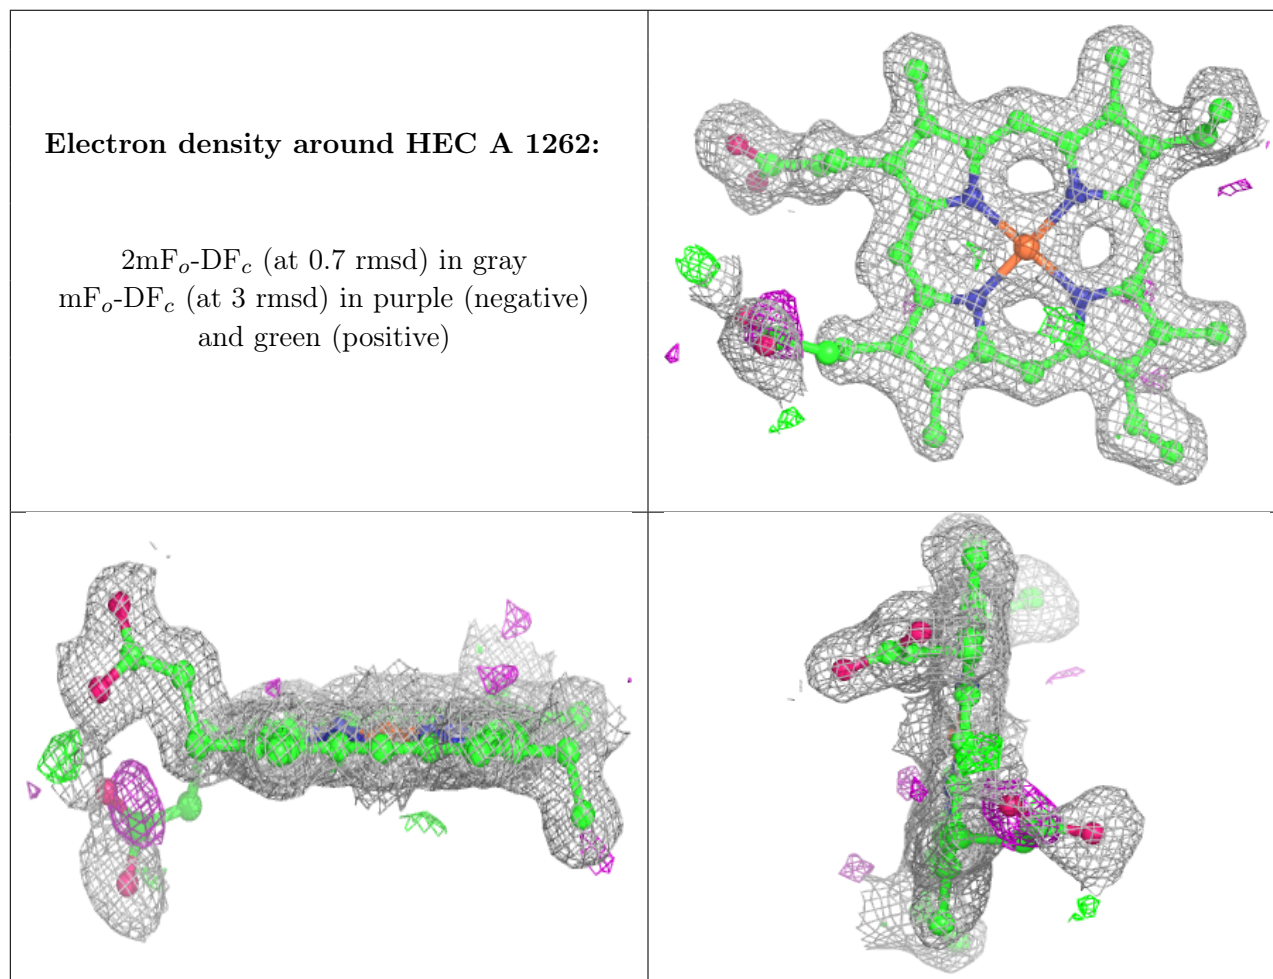 Electron density around HEC A 1262:
2mFo-DFc (at 0.7 rmsd) in gray
mFo-DFc (at 3 rmsd) in purple (negative)
and green (positive)